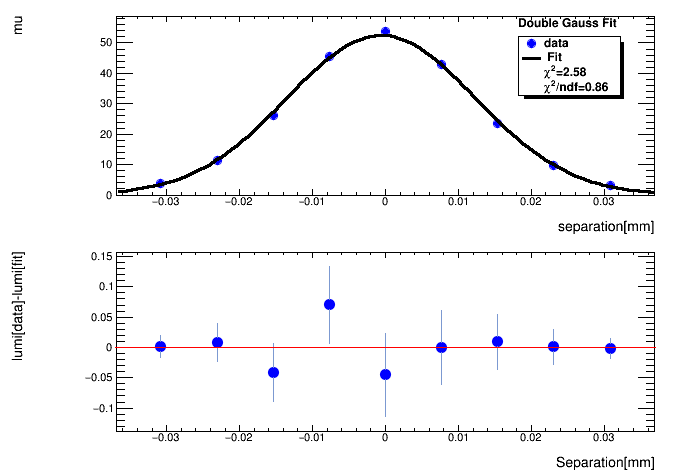 Double Gauss Fit
data
Fit
χ²=2.58
χ²/ndf=0.86
mu
50
40
30
20
10
0
−0.03 −0.02 −0.01 0 0.01 0.02 0.03
separation[mm]
lumi[data]-lumi[fit]
0.15
0.1
0.05
0
−0.05
−0.1
−0.03 −0.02 −0.01 0 0.01 0.02 0.03
Separation[mm]